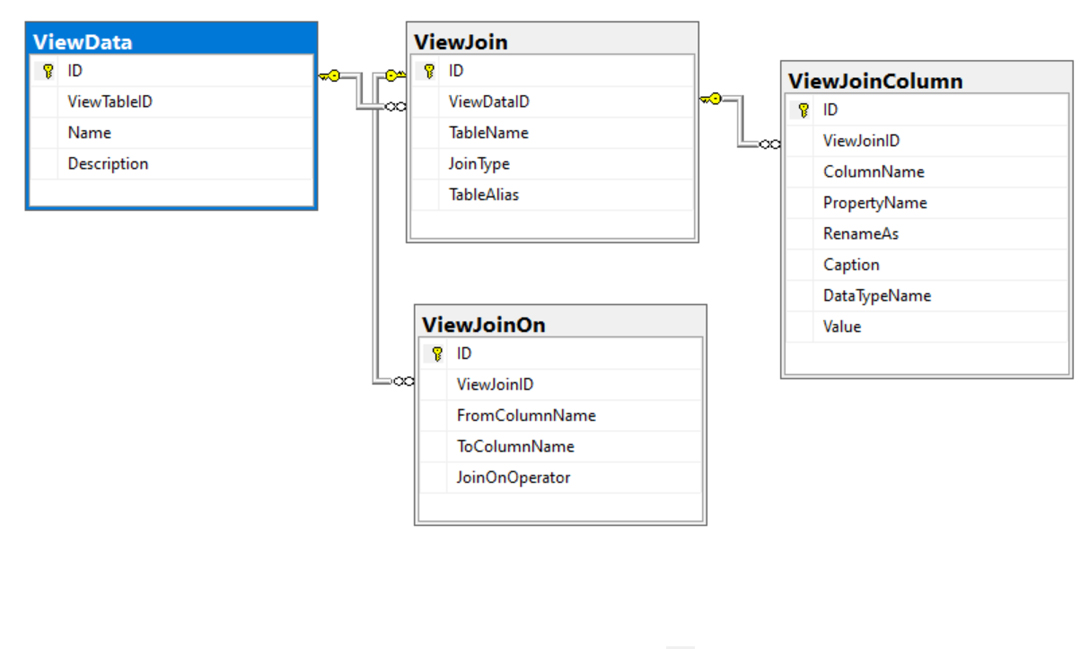 ViewData
ID
ViewTableID
Name
Description
ViewJoin
ID
ViewDataID
TableName
JoinType
TableAlias
ViewJoinColumn
ID
ViewJoinID
ColumnName
PropertyName
RenameAs
Caption
DataTypeName
Value
ViewJoinOn
ID
ViewJoinID
FromColumnName
ToColumnName
JoinOnOperator